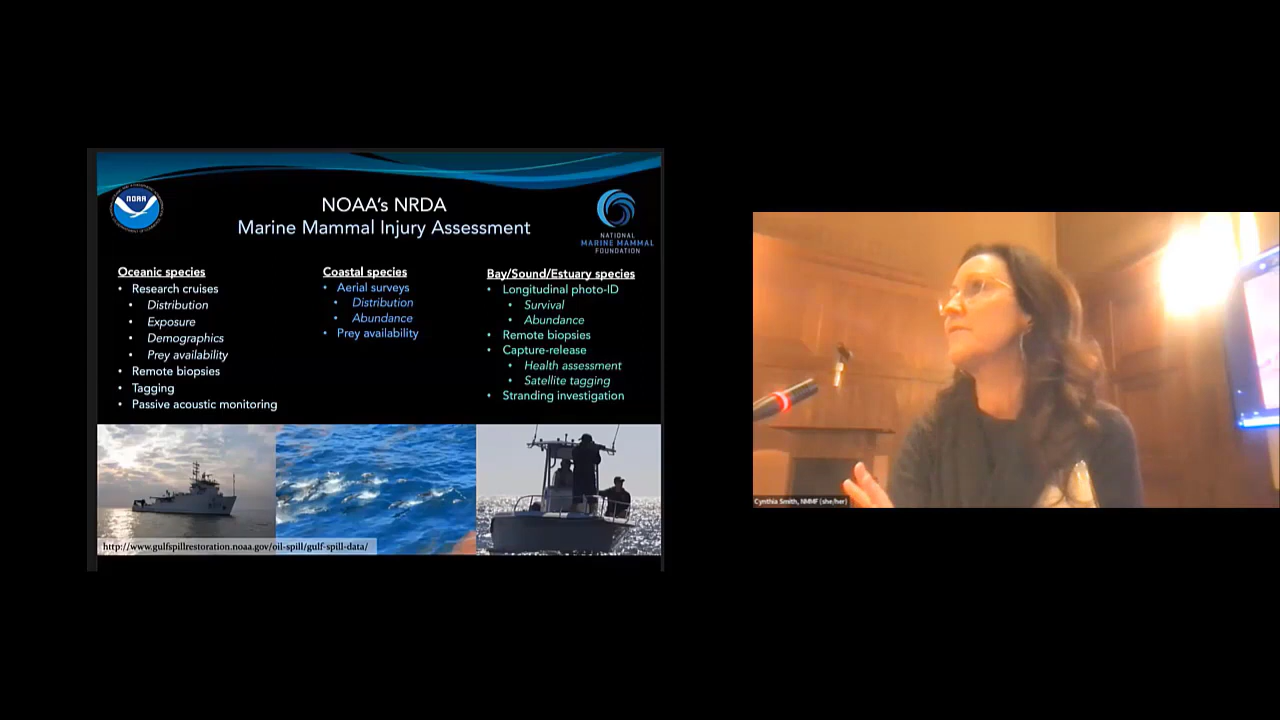 NOAA's NRDA
Marine Mammal Injury Assessment
NOAA
NATIONAL
MARINE MAMMAL
FOUNDATION
Oceanic species
• Research cruises
• Distribution
• Exposure
• Demographics
• Prey availability
• Remote biopsies
• Tagging
• Passive acoustic monitoring
Coastal species
• Aerial surveys
• Distribution
• Abundance
• Prey availability
Bay/Sound/Estuary species
• Longitudinal photo-ID
• Survival
• Abundance
• Remote biopsies
• Capture-release
• Health assessment
• Satellite tagging
• Stranding investigation
http://www.gulfspillrestoration.noaa.gov/oil-spill/gulf-spill-data/
Cynthia Smith, NMMF (she/her)